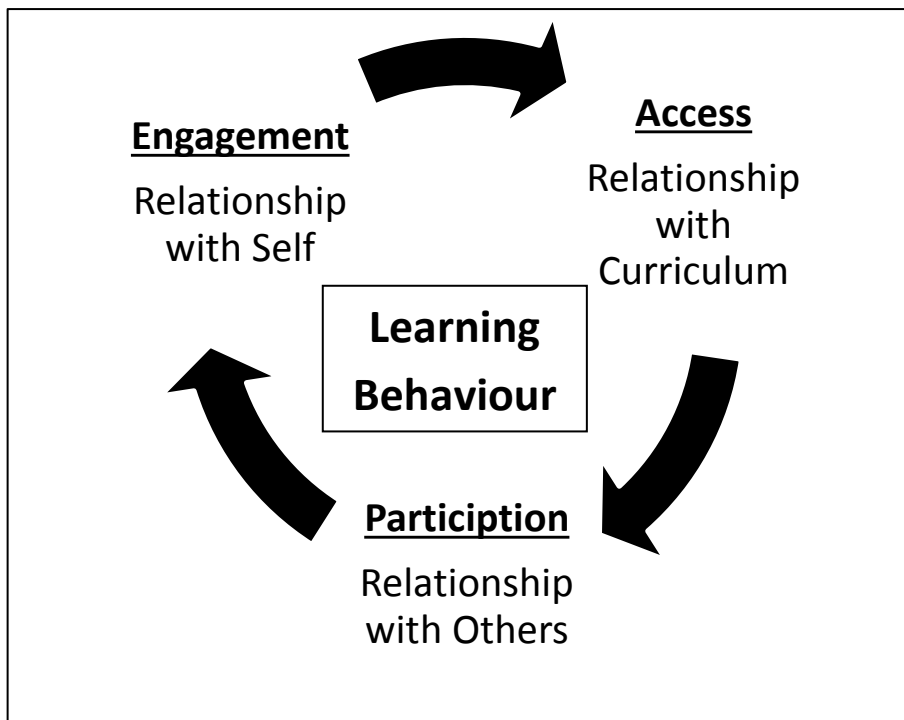 Engagement
Relationship
with Self
Access
Relationship
with
Curriculum
Learning
Behaviour
Particiption
Relationship
with Others